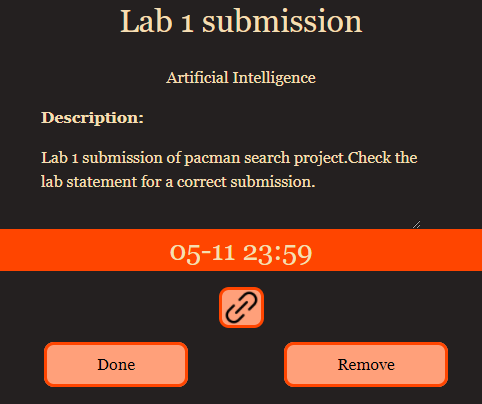 Lab 1 submission
Artificial Intelligence
Description:
Lab 1 submission of pacman search project.Check the
lab statement for a correct submission.
05-11 23:59
Done
Remove